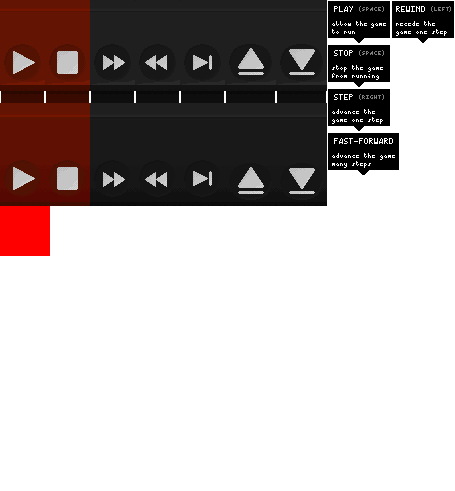 PLAY (SPACE)
allow the game
to run
REWIND (LEFT)
recede the
game one step
STOP (SPACE)
stop the game
from running
STEP (RIGHT)
advance the
game one step
FAST-FORWARD
advance the game
many steps